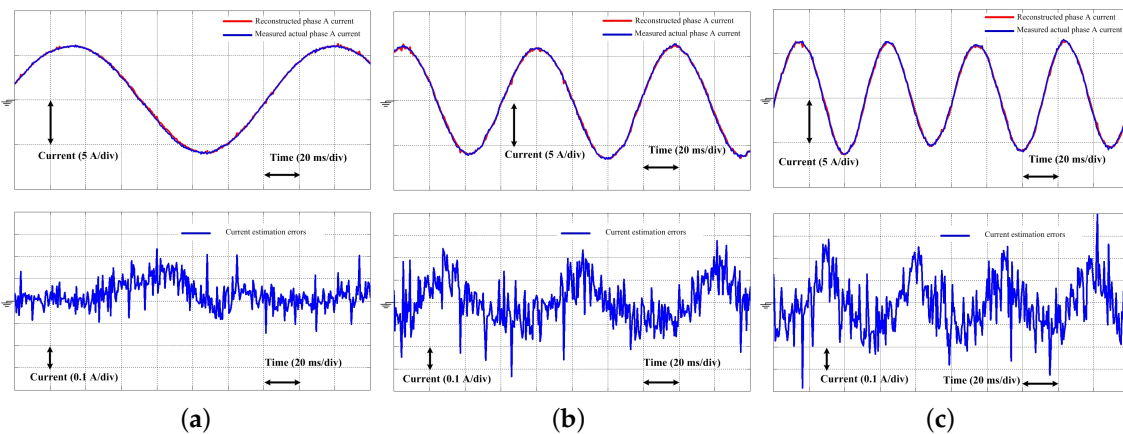 Reconstructed phase A current
Measured actual phase A current
Current (5 A/div)
Time (20 ms/div)
Reconstructed phase A current
Measured actual phase A current
Current (5 A/div)
Time (20 ms/div)
Reconstructed phase A current
Measured actual phase A current
Current (5 A/div)
Time (20 ms/div)
Current estimation errors
Current (0.1 A/div)
Time (20 ms/div)
Current estimation errors
Current (0.1 A/div)
Time (20 ms/div)
Current estimation errors
Current (0.1 A/div)
Time (20 ms/div)
(a)
(b)
(c)